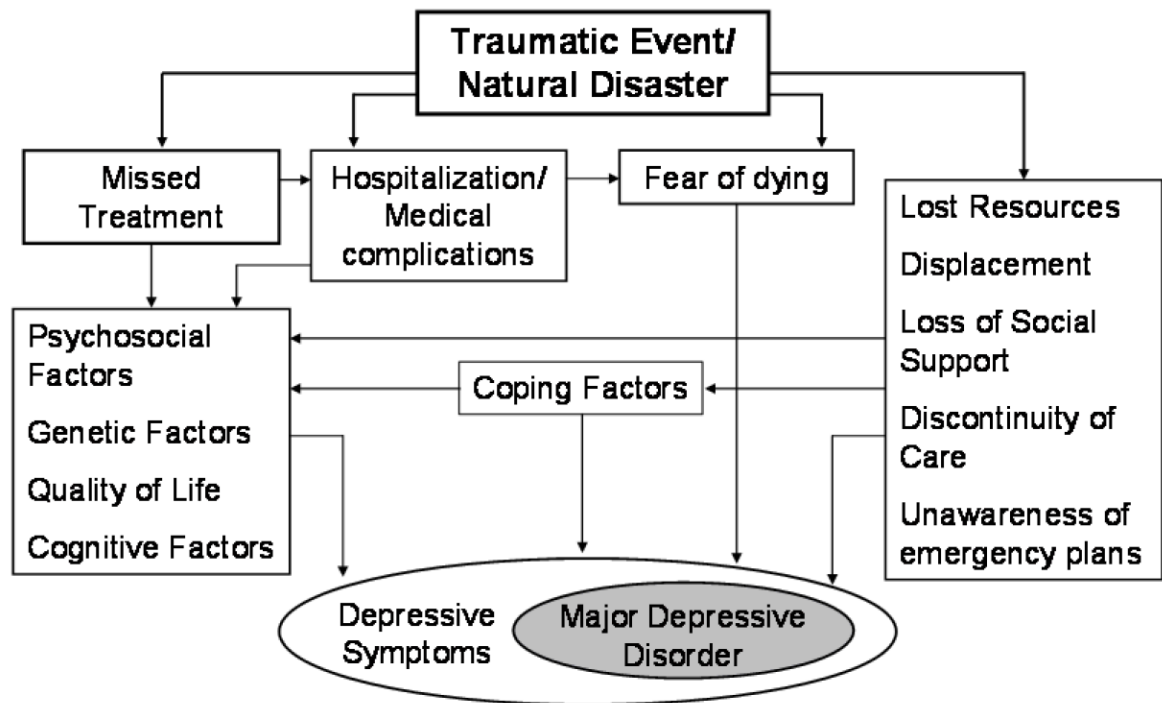 Traumatic Event/
Natural Disaster
Missed
Treatment
Hospitalization/
Medical
complications
Fear of dying
Lost Resources
Displacement
Loss of Social
Support
Discontinuity of
Care
Unawareness of
emergency plans
Psychosocial
Factors
Genetic Factors
Quality of Life
Cognitive Factors
Coping Factors
Depressive
Symptoms
Major Depressive
Disorder